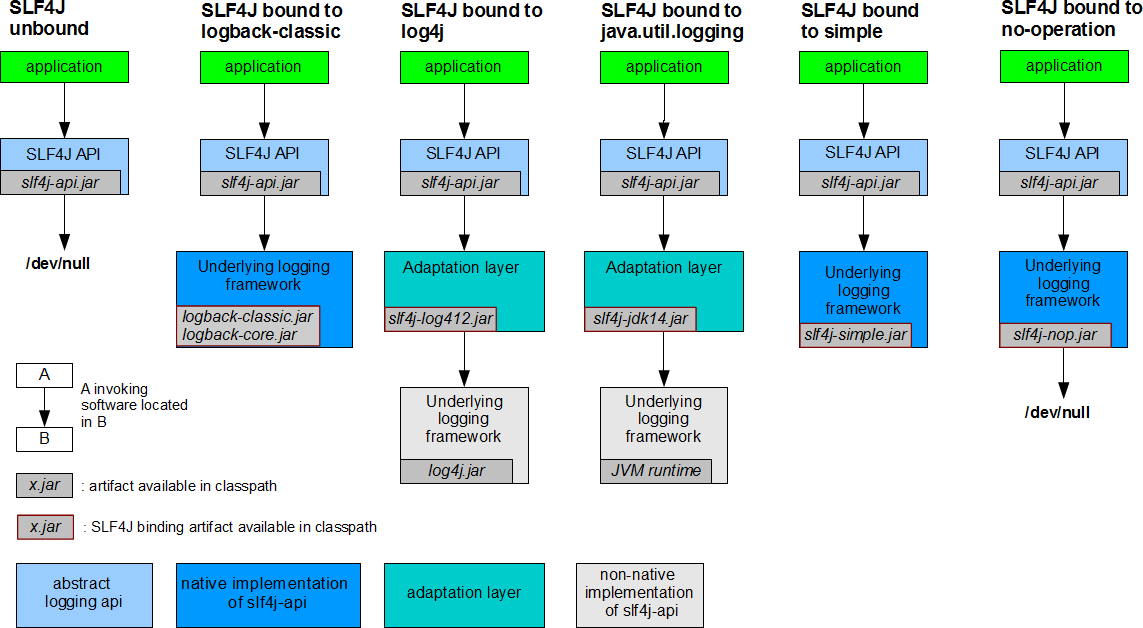 SLF4J
unbound
application
SLF4J API
slf4j-api.jar
/dev/null
SLF4J bound to
logback-classic
application
SLF4J API
slf4j-api.jar
Underlying logging
framework
logback-classic.jar
logback-core.jar
SLF4J bound to
log4j
application
SLF4J API
slf4j-api.jar
Adaptation layer
slf4j-log412.jar
Underlying
logging
framework
log4j.jar
SLF4J bound to
java.util.logging
application
SLF4J API
slf4j-api.jar
Adaptation layer
slf4j-jdk14.jar
Underlying
logging
framework
JVM runtime
SLF4J bound
to simple
application
SLF4J API
slf4j-api.jar
Underlying
logging
framework
slf4j-simple.jar
SLF4J bound to
no-operation
application
SLF4J API
slf4j-api.jar
Underlying
logging
framework
slf4j-nop.jar
/dev/null
A
B
A invoking
software located
in B
x.jar : artifact available in classpath
x.jar : SLF4J binding artifact available in classpath
abstract
logging api
native implementation
of slf4j-api
adaptation layer
non-native
implementation
of slf4j-api